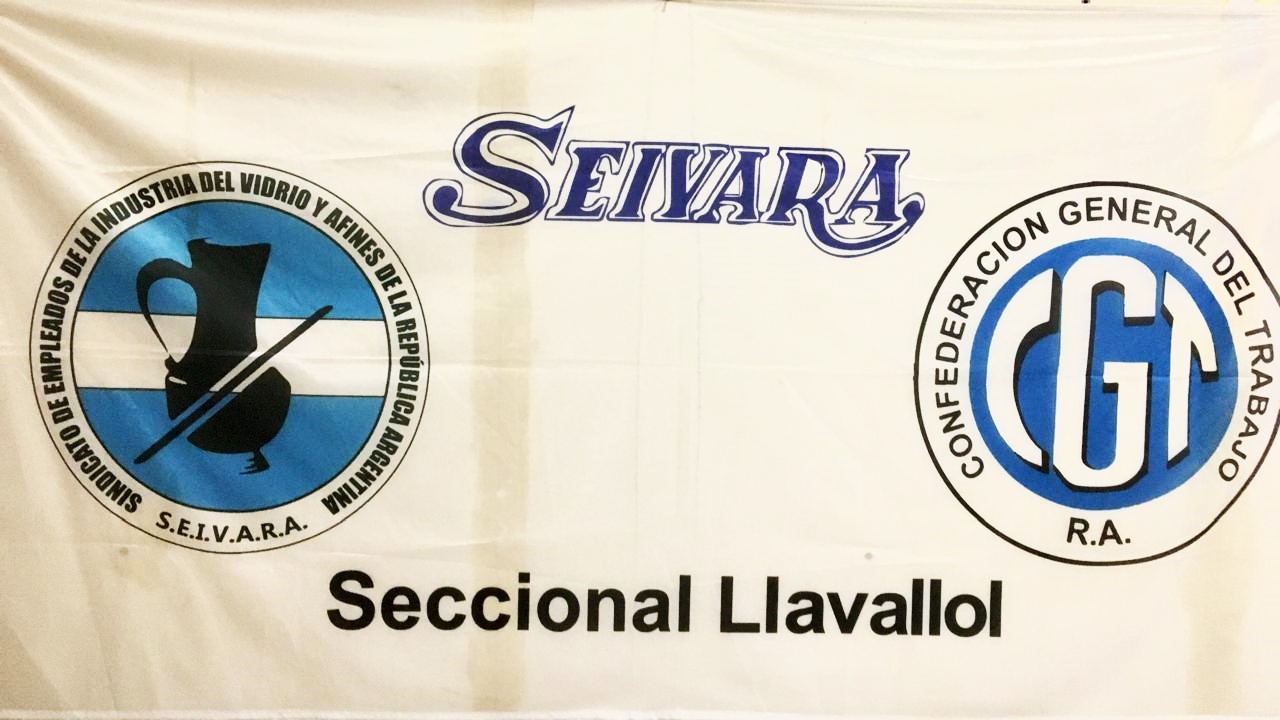 SEIVARA
SINDICATO DE EMPLEADOS DE LA INDUSTRIA DEL VIDRIO Y AFINES DE LA REPÚBLICA ARGENTINA
S.E.I.V.A.R.A.
CONFEDERACION GENERAL DEL TRABAJO
CGT
R.A.
Seccional Llavallol